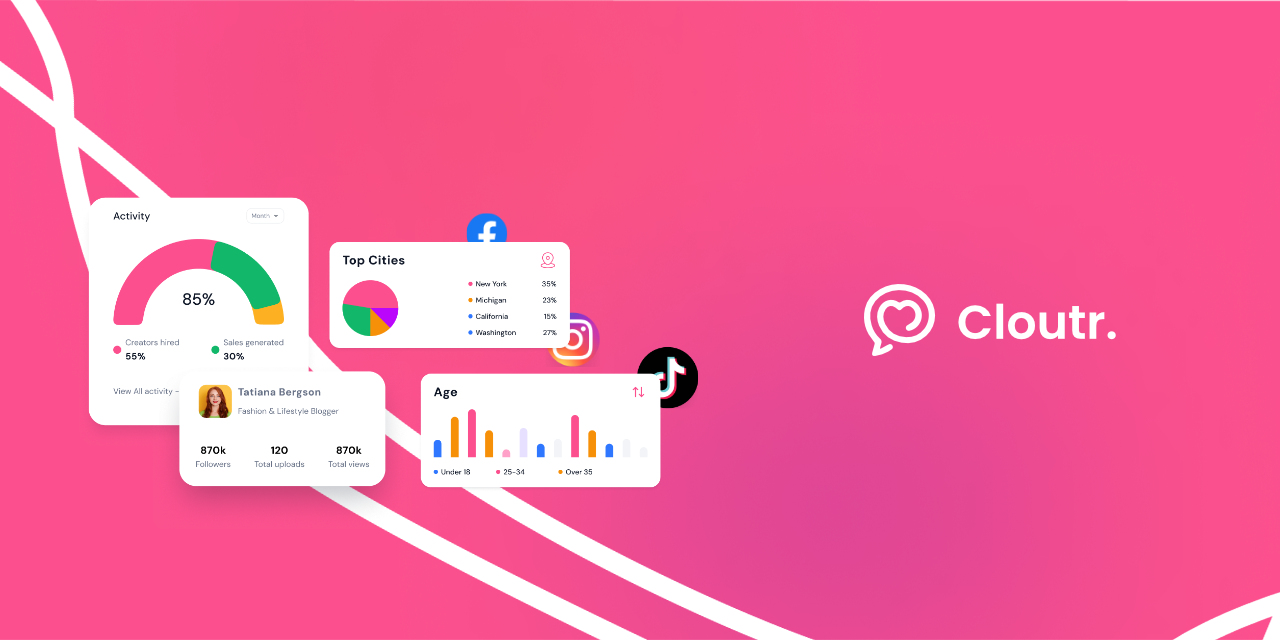 Activity
Month
85%
Creators hired
55%
Sales generated
30%
View All activity -
Tatiana Bergson
Fashion & Lifestyle Blogger
870k
Followers
120
Total uploads
870k
Total views
Top Cities
New York 35%
Michigan 23%
California 15%
Washington 27%
Age
Under 18
25-34
Over 35
Cloutr.